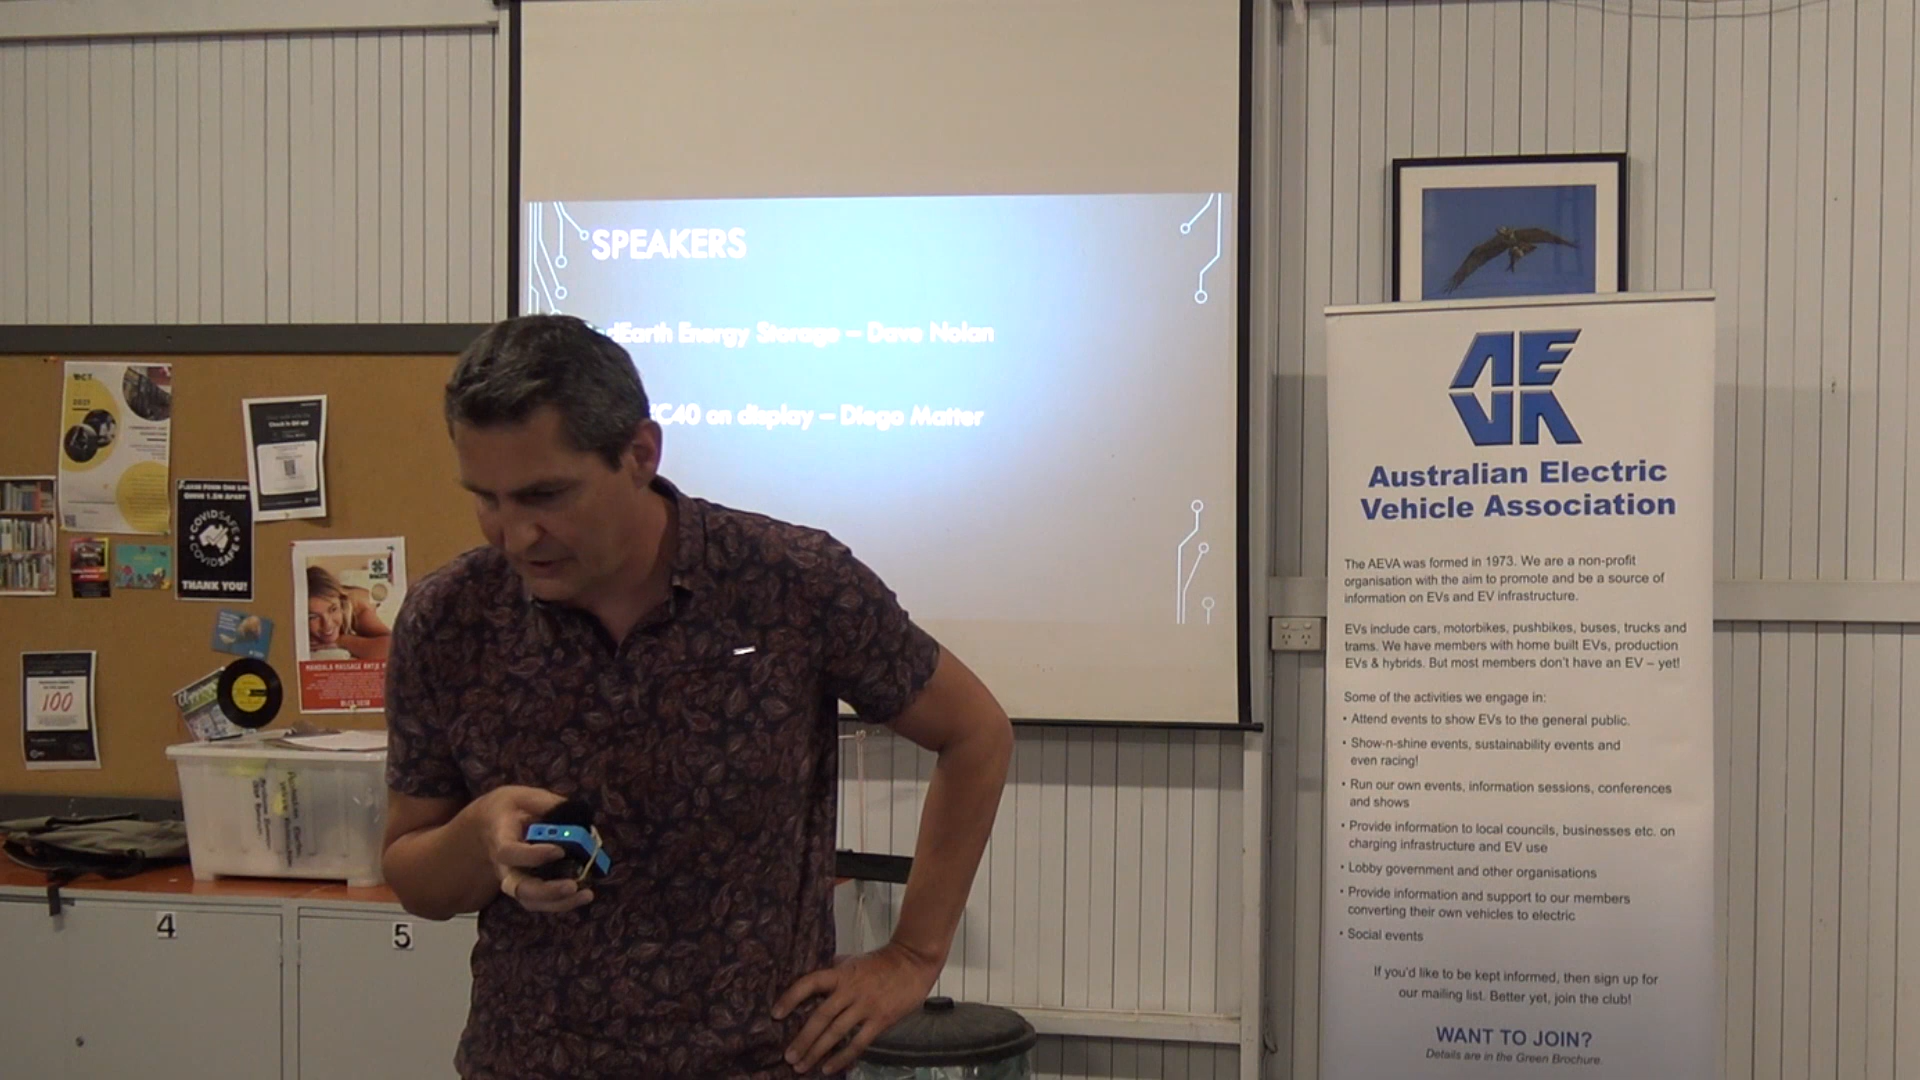 SPEAKERS
Earth Energy Storage – Dave Nolan
C40 on display – Diego Matter
AEVA
Australian Electric
Vehicle Association
The AEVA was formed in 1973. We are a non-profit
organisation with the aim to promote and be a source of
information on EVs and EV infrastructure.
EVs include cars, motorbikes, pushbikes, buses, trucks and
trams. We have members with home built EVs, production
EVs & hybrids. But most members don't have an EV – yet!
Some of the activities we engage in:
• Attend events to show EVs to the general public.
• Show-n-shine events, sustainability events and
even racing!
• Run our own events, information sessions, conferences
and shows
• Provide information to local councils, businesses etc. on
charging infrastructure and EV use
• Lobby government and other organisations
• Provide information and support to our members
converting their own vehicles to electric
• Social events
If you'd like to be kept informed, then sign up for
our mailing list. Better yet, join the club!
WANT TO JOIN?
Details are in the Green Brochure.
COVIDSAFE
COVIDSAFE
THANK YOU!
100
4
5